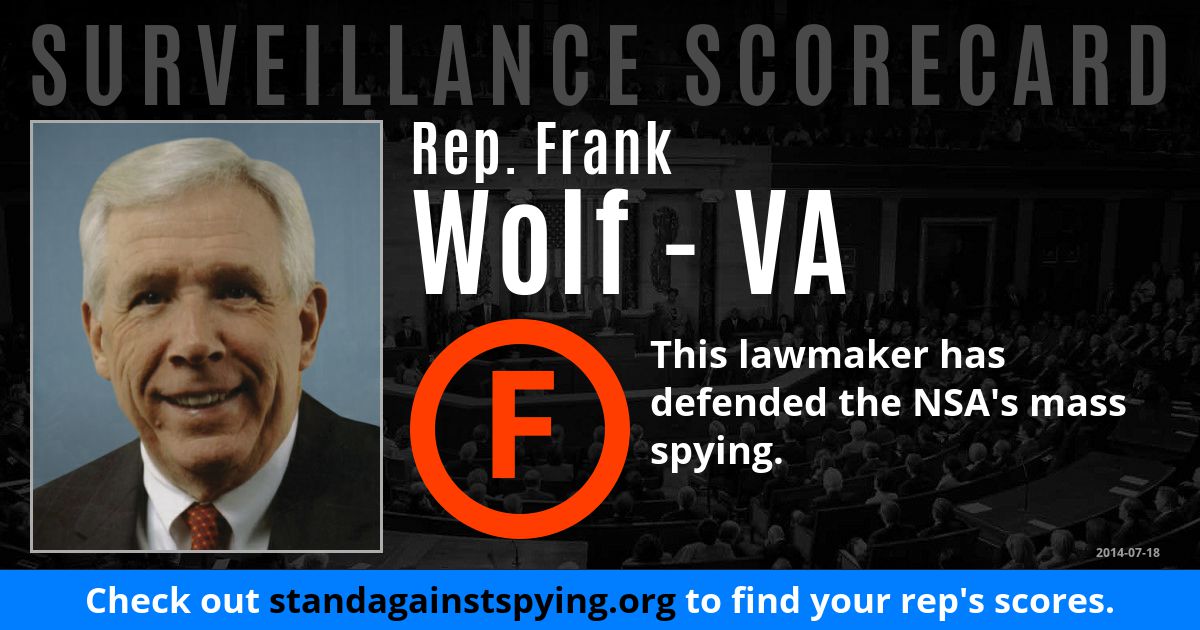 SURVEILLANCE SCORECARD
Rep. Frank
Wolf - VA
F
This lawmaker has
defended the NSA's mass
spying.
2014-07-18
Check out standagainstspying.org to find your rep's scores.